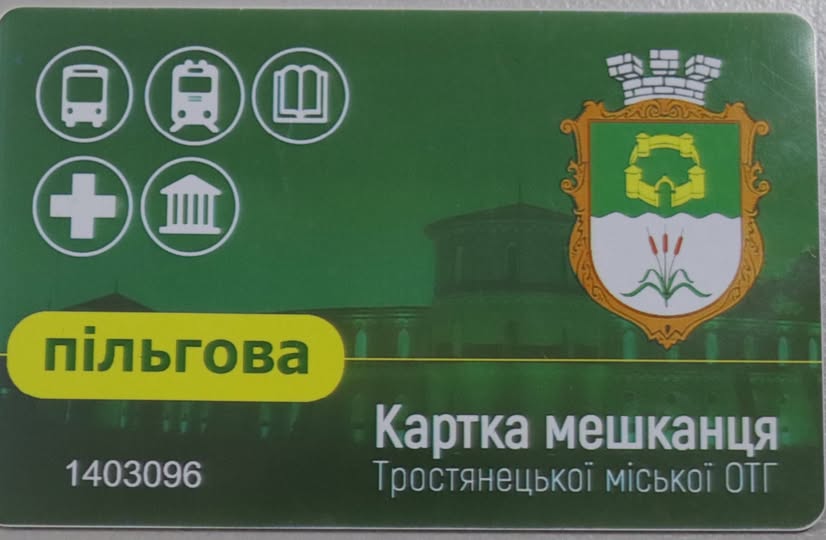 пільгова
Картка мешканця
1403096
Тростянецької міської ОТГ